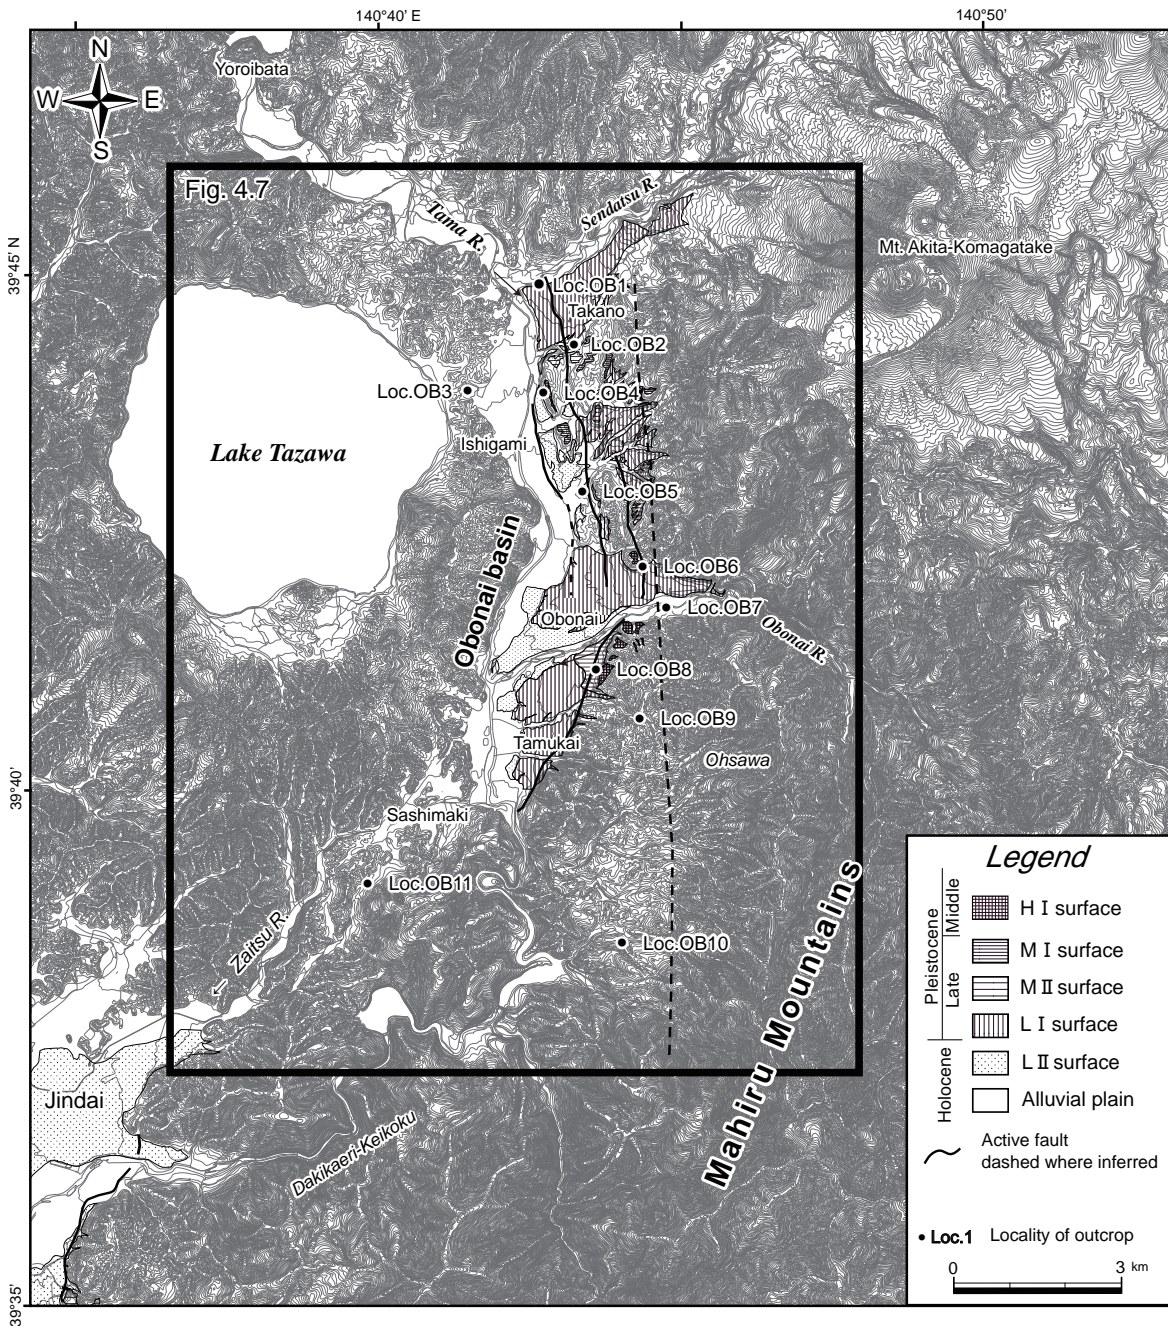 140°40' E
140°50'
Yoroibata
N
W
E
S
Fig. 4.7
Tama R.
Sendatsu R.
Mt. Akita-Komagatake
39°45' N
Loc.OB1
Takano
Loc.OB2
Loc.OB3
Loc.OB4
Ishigami
Lake Tazawa
Loc.OB5
Obonai basin
Loc.OB6
Loc.OB7
Obonai
Obonai R.
Loc.OB8
Loc.OB9
Tamukai
Ohsawa
39°40'
Sashimaki
Loc.OB11
Zaitsu R.
←
Loc.OB10
Mahiru Mountains
Jindai
Dakikaeri-Keikoku
39°35'
Legend
Pleistocene
Middle
Late
Holocene
H I surface
M I surface
M II surface
L I surface
L II surface
Alluvial plain
Active fault
dashed where inferred
Loc.1 Locality of outcrop
0 3 km